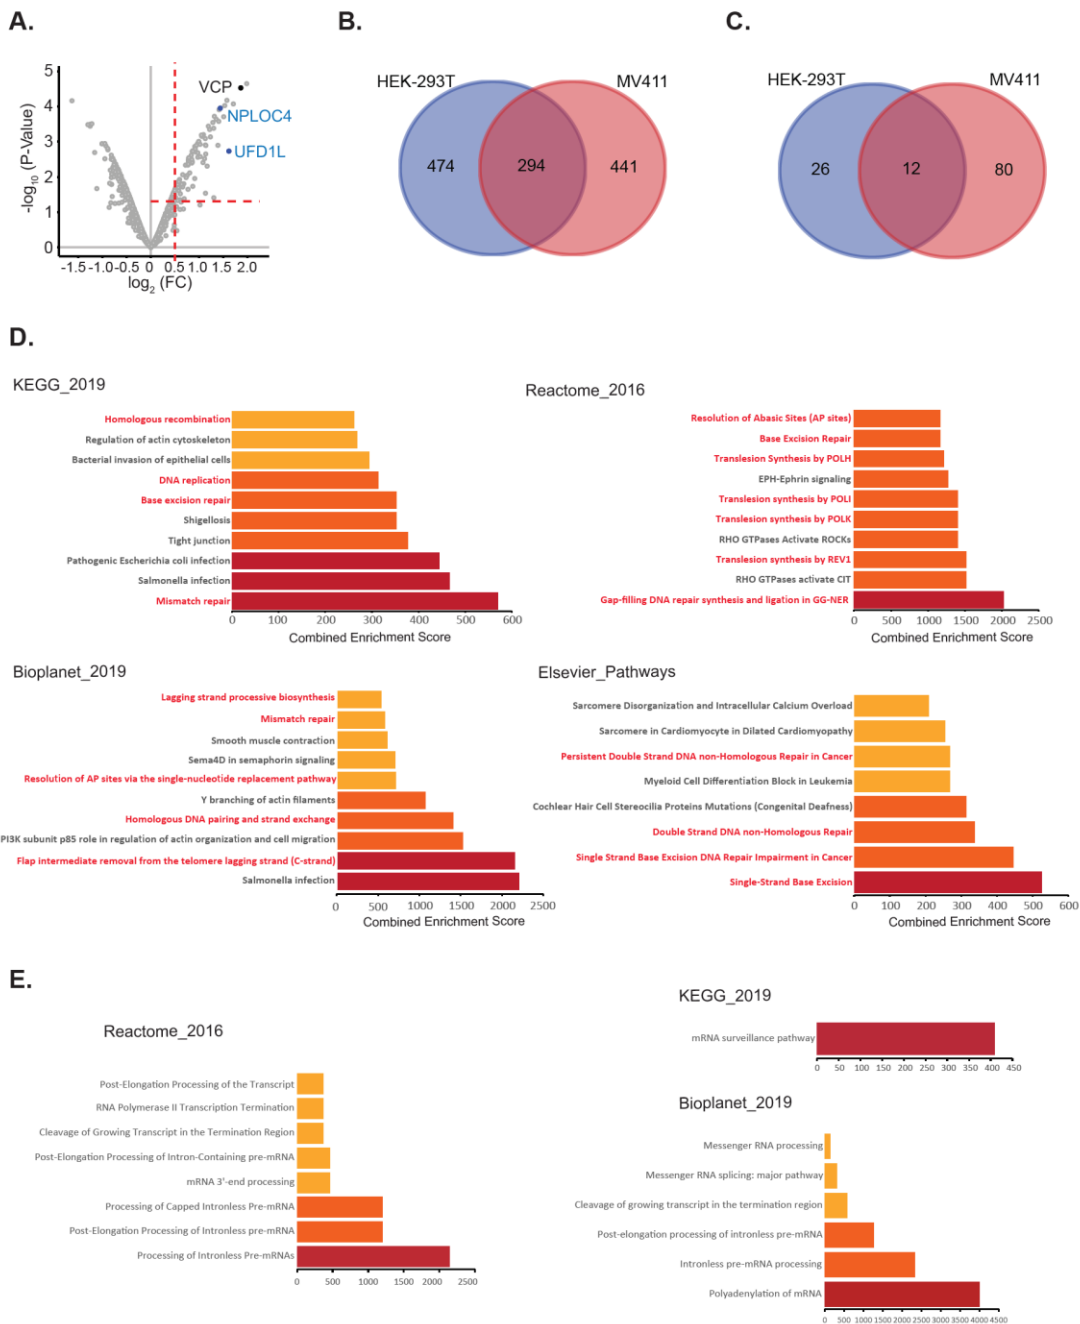 A.
B.
C.
5
4
3
2
1
0
-log10 (P-Value)
VCP
NPLOC4
UFD1L
-1.5 -1.0 -0.5 0 0.5 1.0 1.5 2.0
log2 (FC)
HEK-293T
MV411
474
294
441
HEK-293T
MV411
26
12
80
D.
KEGG_2019
Homologous recombination
Regulation of actin cytoskeleton
Bacterial invasion of epithelial cells
DNA replication
Base excision repair
Shigellosis
Tight junction
Pathogenic Escherichia coli infection
Salmonella infection
Mismatch repair
0 100 200 300 400 500 600
Combined Enrichment Score
Reactome_2016
Resolution of Abasic Sites (AP sites)
Base Excision Repair
Translesion Synthesis by POLH
EPH-Ephrin signaling
Translesion synthesis by POLI
Translesion synthesis by POLK
RHO GTPases Activate ROCKs
Translesion synthesis by REV1
RHO GTPases activate CIT
Gap-filling DNA repair synthesis and ligation in GG-NER
0 500 1000 1500 2000 2500
Combined Enrichment Score
Bioplanet_2019
Lagging strand processive biosynthesis
Mismatch repair
Smooth muscle contraction
Sema4D in semaphorin signaling
Resolution of AP sites via the single-nucleotide replacement pathway
Y branching of actin filaments
Homologous DNA pairing and strand exchange
PI3K subunit p85 role in regulation of actin organization and cell migration
Flap intermediate removal from the telomere lagging strand (C-strand)
Salmonella infection
0 500 1000 1500 2000 2500
Combined Enrichment Score
Elsevier_Pathways
Sarcomere Disorganization and Intracellular Calcium Overload
Sarcomere in Cardiomyocyte in Dilated Cardiomyopathy
Persistent Double Strand DNA non-Homologous Repair in Cancer
Myeloid Cell Differentiation Block in Leukemia
Cochlear Hair Cell Stereocilia Proteins Mutations (Congenital Deafness)
Double Strand DNA non-Homologous Repair
Single Strand Base Excision DNA Repair Impairment in Cancer
Single-Strand Base Excision
0 100 200 300 400 500 600
Combined Enrichment Score
E.
Reactome_2016
Post-Elongation Processing of the Transcript
RNA Polymerase II Transcription Termination
Cleavage of Growing Transcript in the Termination Region
Post-Elongation Processing of Intron-Containing pre-mRNA
mRNA 3'-end processing
Processing of Capped Intronless Pre-mRNA
Post-Elongation Processing of Intronless pre-mRNA
Processing of Intronless Pre-mRNAs
0 500 1000 1500 2000 2500
KEGG_2019
mRNA surveillance pathway
0 50 100 150 200 250 300 350 400 450
Bioplanet_2019
Messenger RNA processing
Messenger RNA splicing: major pathway
Cleavage of growing transcript in the termination region
Post-elongation processing of intronless pre-mRNA
Intronless pre-mRNA processing
Polyadenylation of mRNA
0 500 1000 1500 2000 2500 3000 3500 4000 4500